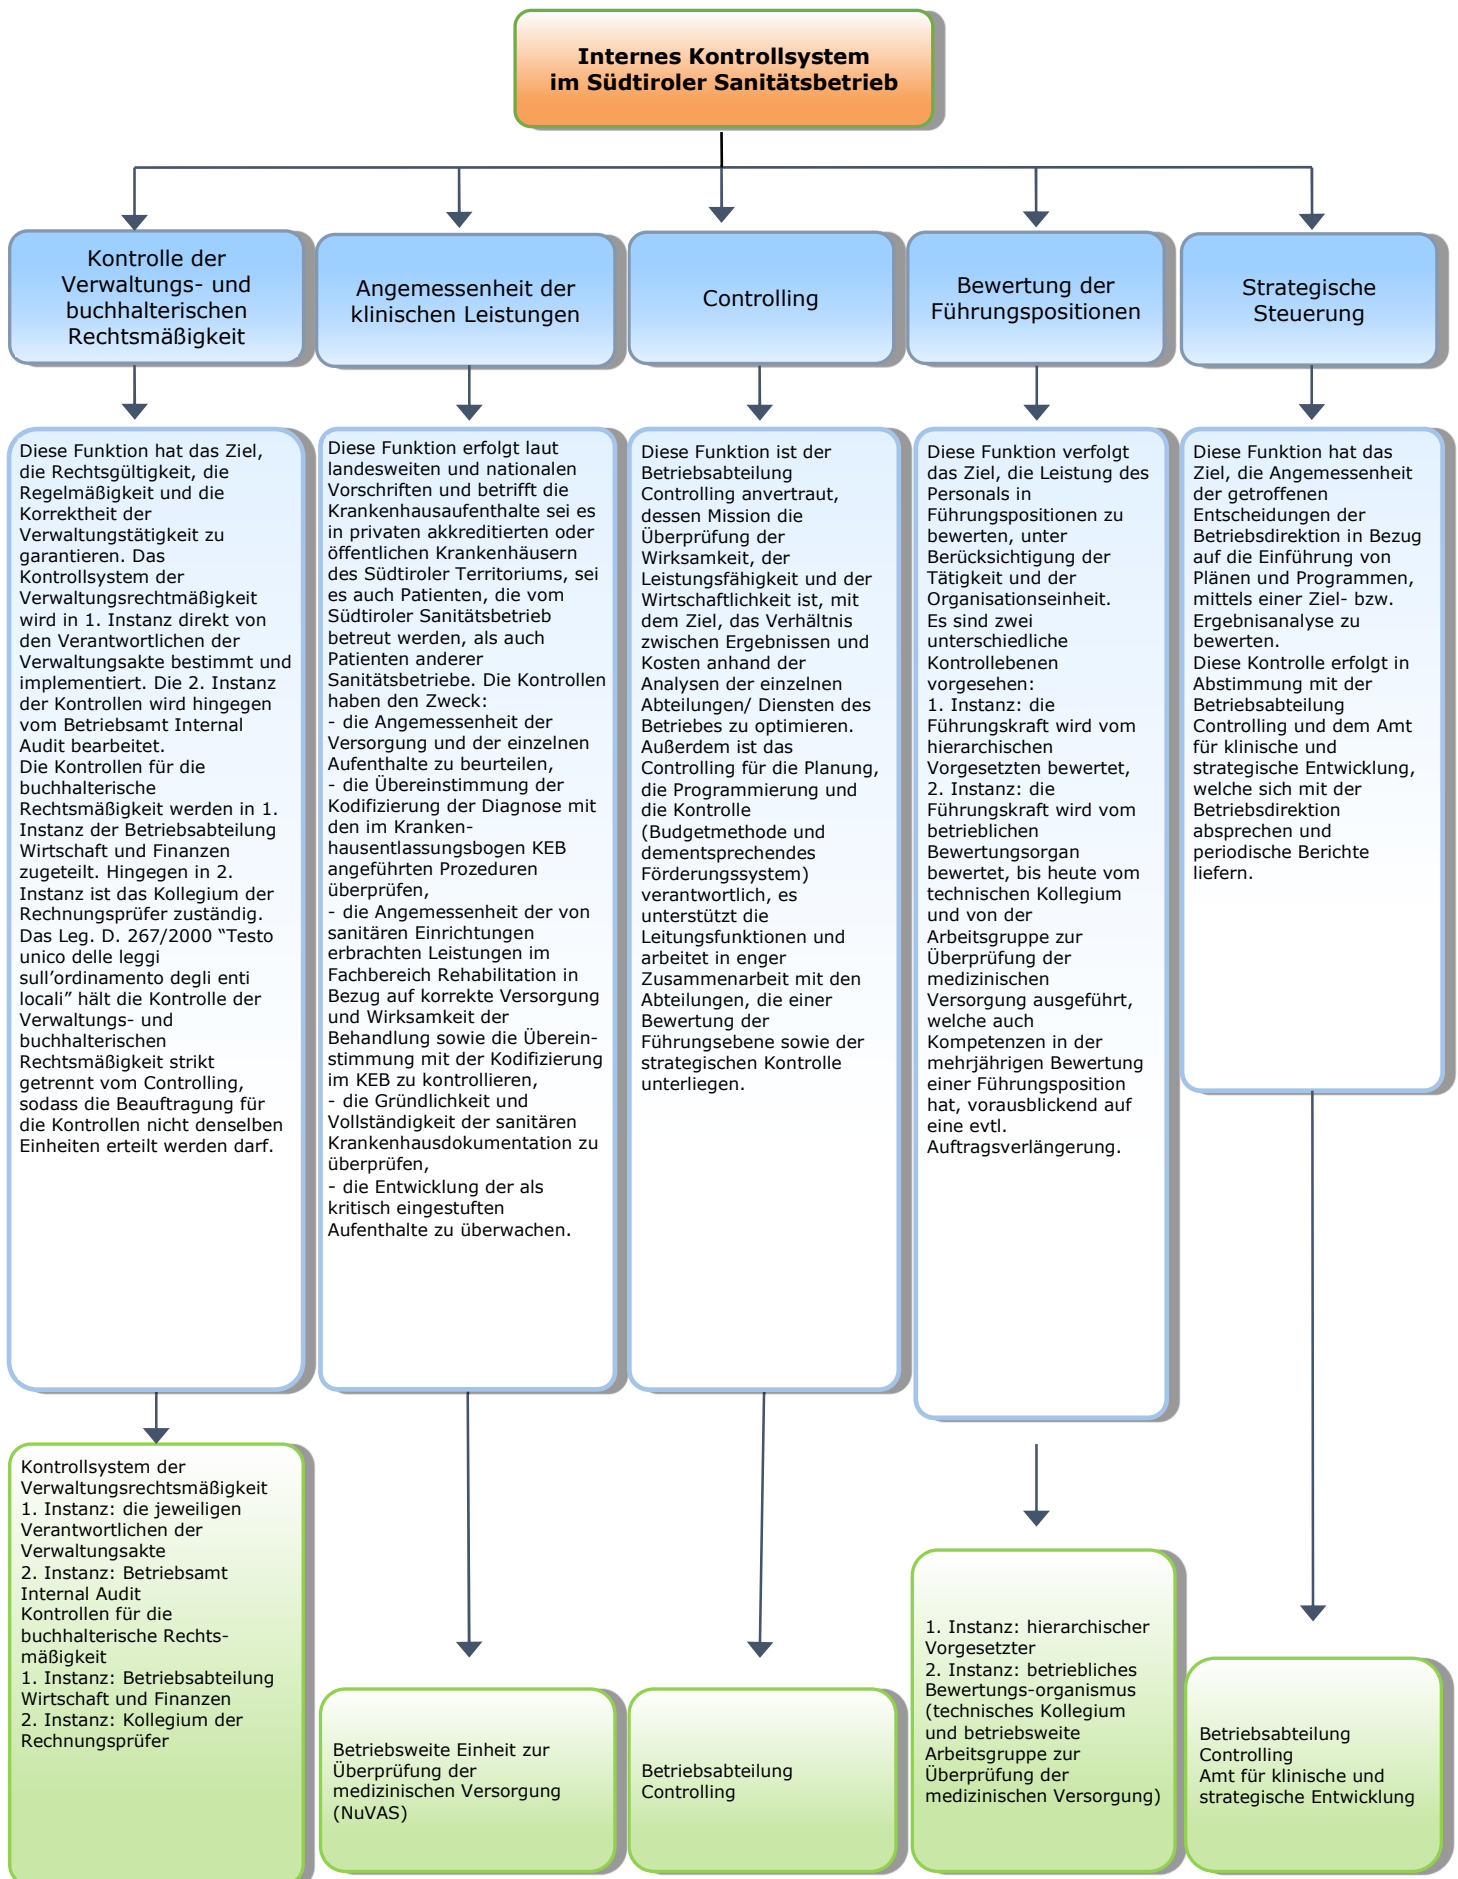 Internes Kontrollsystem
im Südtiroler Sanitätsbetrieb
Kontrolle der
Verwaltungs- und
buchhalterischen
Rechtsmäßigkeit
Angemessenheit der
klinischen Leistungen
Controlling
Bewertung der
Führungspositionen
Strategische
Steuerung
Diese Funktion hat das Ziel,
die Rechtsgültigkeit, die
Regelmäßigkeit und die
Korrektheit der
Verwaltungstätigkeit zu
garantieren. Das
Kontrollsystem der
Verwaltungsrechtmäßigkeit
wird in 1. Instanz direkt von
den Verantwortlichen der
Verwaltungsakte bestimmt und
implementiert. Die 2. Instanz
der Kontrollen wird hingegen
vom Betriebsamt Internal
Audit bearbeitet.
Die Kontrollen für die
buchhalterische
Rechtsmäßigkeit werden in 1.
Instanz der Betriebsabteilung
Wirtschaft und Finanzen
zugeteilt. Hingegen in 2.
Instanz ist das Kollegium der
Rechnungsprüfer zuständig.
Das Leg. D. 267/2000 “Testo
unico delle leggi
sull’ordinamento degli enti
locali” hält die Kontrolle der
Verwaltungs- und
buchhalterischen
Rechtsmäßigkeit strikt
getrennt vom Controlling,
sodass die Beauftragung für
die Kontrollen nicht denselben
Einheiten erteilt werden darf.
Diese Funktion erfolgt laut
landesweiten und nationalen
Vorschriften und betrifft die
Krankenhausaufenthalte sei es
in privaten akkreditierten oder
öffentlichen Krankenhäusern
des Südtiroler Territoriums, sei
es auch Patienten, die vom
Südtiroler Sanitätsbetrieb
betreut werden, als auch
Patienten anderer
Sanitätsbetriebe. Die Kontrollen
haben den Zweck:
- die Angemessenheit der
Versorgung und der einzelnen
Aufenthalte zu beurteilen,
- die Übereinstimmung der
Kodifizierung der Diagnose mit
den im Kranken-
hausentlassungsbogen KEB
angeführten Prozeduren
überprüfen,
- die Angemessenheit der von
sanitären Einrichtungen
erbrachten Leistungen im
Fachbereich Rehabilitation in
Bezug auf korrekte Versorgung
und Wirksamkeit der
Behandlung sowie die Überein-
stimmung mit der Kodifizierung
im KEB zu kontrollieren,
- die Gründlichkeit und
Vollständigkeit der sanitären
Krankenhausdokumentation zu
überprüfen,
- die Entwicklung der als
kritisch eingestuften
Aufenthalte zu überwachen.
Diese Funktion ist der
Betriebsabteilung
Controlling anvertraut,
dessen Mission die
Überprüfung der
Wirksamkeit, der
Leistungsfähigkeit und der
Wirtschaftlichkeit ist, mit
dem Ziel, das Verhältnis
zwischen Ergebnissen und
Kosten anhand der
Analysen der einzelnen
Abteilungen/ Diensten des
Betriebes zu optimieren.
Außerdem ist das
Controlling für die Planung,
die Programmierung und
die Kontrolle
(Budgetmethode und
dementsprechendes
Förderungssystem)
verantwortlich, es
unterstützt die
Leitungsfunktionen und
arbeitet in enger
Zusammenarbeit mit den
Abteilungen, die einer
Bewertung der
Führungsebene sowie der
strategischen Kontrolle
unterliegen.
Diese Funktion verfolgt
das Ziel, die Leistung des
Personals in
Führungspositionen zu
bewerten, unter
Berücksichtigung der
Tätigkeit und der
Organisationseinheit.
Es sind zwei
unterschiedliche
Kontrollebenen
vorgesehen:
1. Instanz: die
Führungskraft wird vom
hierarchischen
Vorgesetzten bewertet,
2. Instanz: die
Führungskraft wird vom
betrieblichen
Bewertungsorgan
bewertet, bis heute vom
technischen Kollegium
und von der
Arbeitsgruppe zur
Überprüfung der
medizinischen
Versorgung ausgeführt,
welche auch
Kompetenzen in der
mehrjährigen Bewertung
einer Führungsposition
hat, vorausblickend auf
eine evtl.
Auftragsverlängerung.
Diese Funktion hat das
Ziel, die Angemessenheit
der getroffenen
Entscheidungen der
Betriebsdirektion in Bezug
auf die Einführung von
Plänen und Programmen,
mittels einer Ziel- bzw.
Ergebnisanalyse zu
bewerten.
Diese Kontrolle erfolgt in
Abstimmung mit der
Betriebsabteilung
Controlling und dem Amt
für klinische und
strategische Entwicklung,
welche sich mit der
Betriebsdirektion
absprechen und
periodische Berichte
liefern.
Kontrollsystem der
Verwaltungsrechtsmäßigkeit
1. Instanz: die jeweiligen
Verantwortlichen der
Verwaltungsakte
2. Instanz: Betriebsamt
Internal Audit
Kontrollen für die
buchhalterische Rechts-
mäßigkeit
1. Instanz: Betriebsabteilung
Wirtschaft und Finanzen
2. Instanz: Kollegium der
Rechnungsprüfer
Betriebsweite Einheit zur
Überprüfung der
medizinischen Versorgung
(NuVAS)
Betriebsabteilung
Controlling
1. Instanz: hierarchischer
Vorgesetzter
2. Instanz: betriebliches
Bewertungs-organismus
(technisches Kollegium
und betriebsweite
Arbeitsgruppe zur
Überprüfung der
medizinischen Versorgung)
Betriebsabteilung
Controlling
Amt für klinische und
strategische Entwicklung